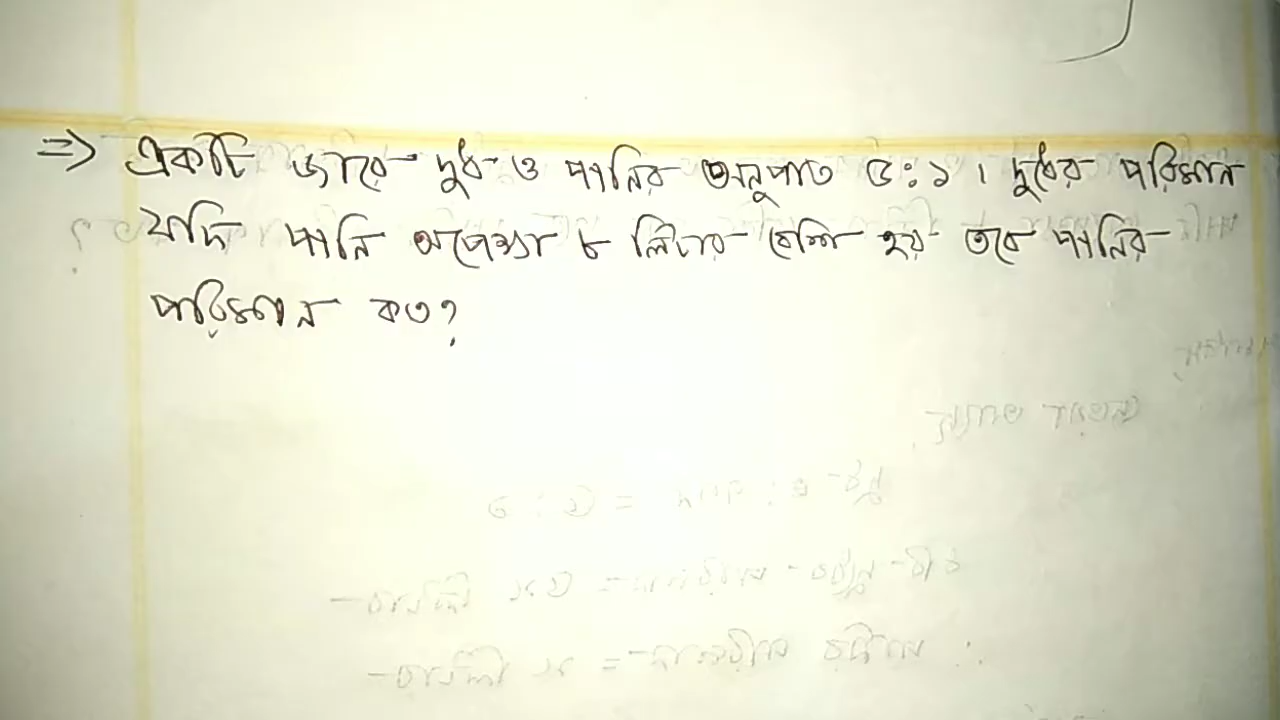 => একটি জারে দুধ ও পানির অনুপাত ৫:১। দুধের পরিমান
যদি পানি অপেক্ষা ৮ লিটার বেশি হয় তবে পানির
পরিমান কত?